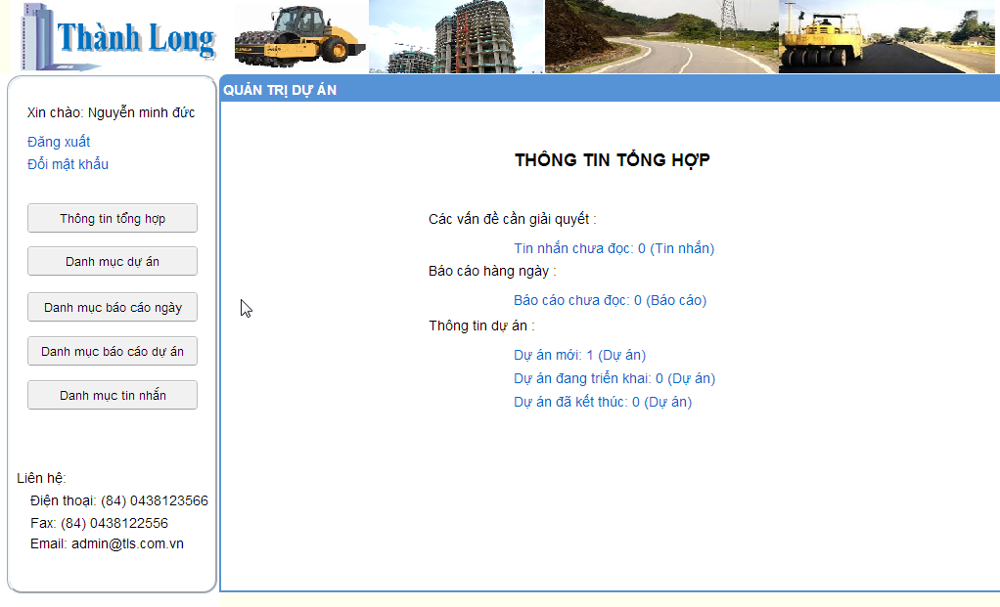 Thành Long
QUẢN TRỊ DỰ ÁN
Xin chào: Nguyễn minh đức
Đăng xuất
Đổi mật khẩu
Thông tin tổng hợp
Danh mục dự án
Danh mục báo cáo ngày
Danh mục báo cáo dự án
Danh mục tin nhắn
Liên hệ:
Điện thoại: (84) 0438123566
Fax: (84) 0438122556
Email: admin@tls.com.vn
THÔNG TIN TỔNG HỢP
Các vấn đề cần giải quyết :
Tin nhắn chưa đọc: 0 (Tin nhắn)
Báo cáo hàng ngày :
Báo cáo chưa đọc: 0 (Báo cáo)
Thông tin dự án :
Dự án mới: 1 (Dự án)
Dự án đang triển khai: 0 (Dự án)
Dự án đã kết thúc: 0 (Dự án)